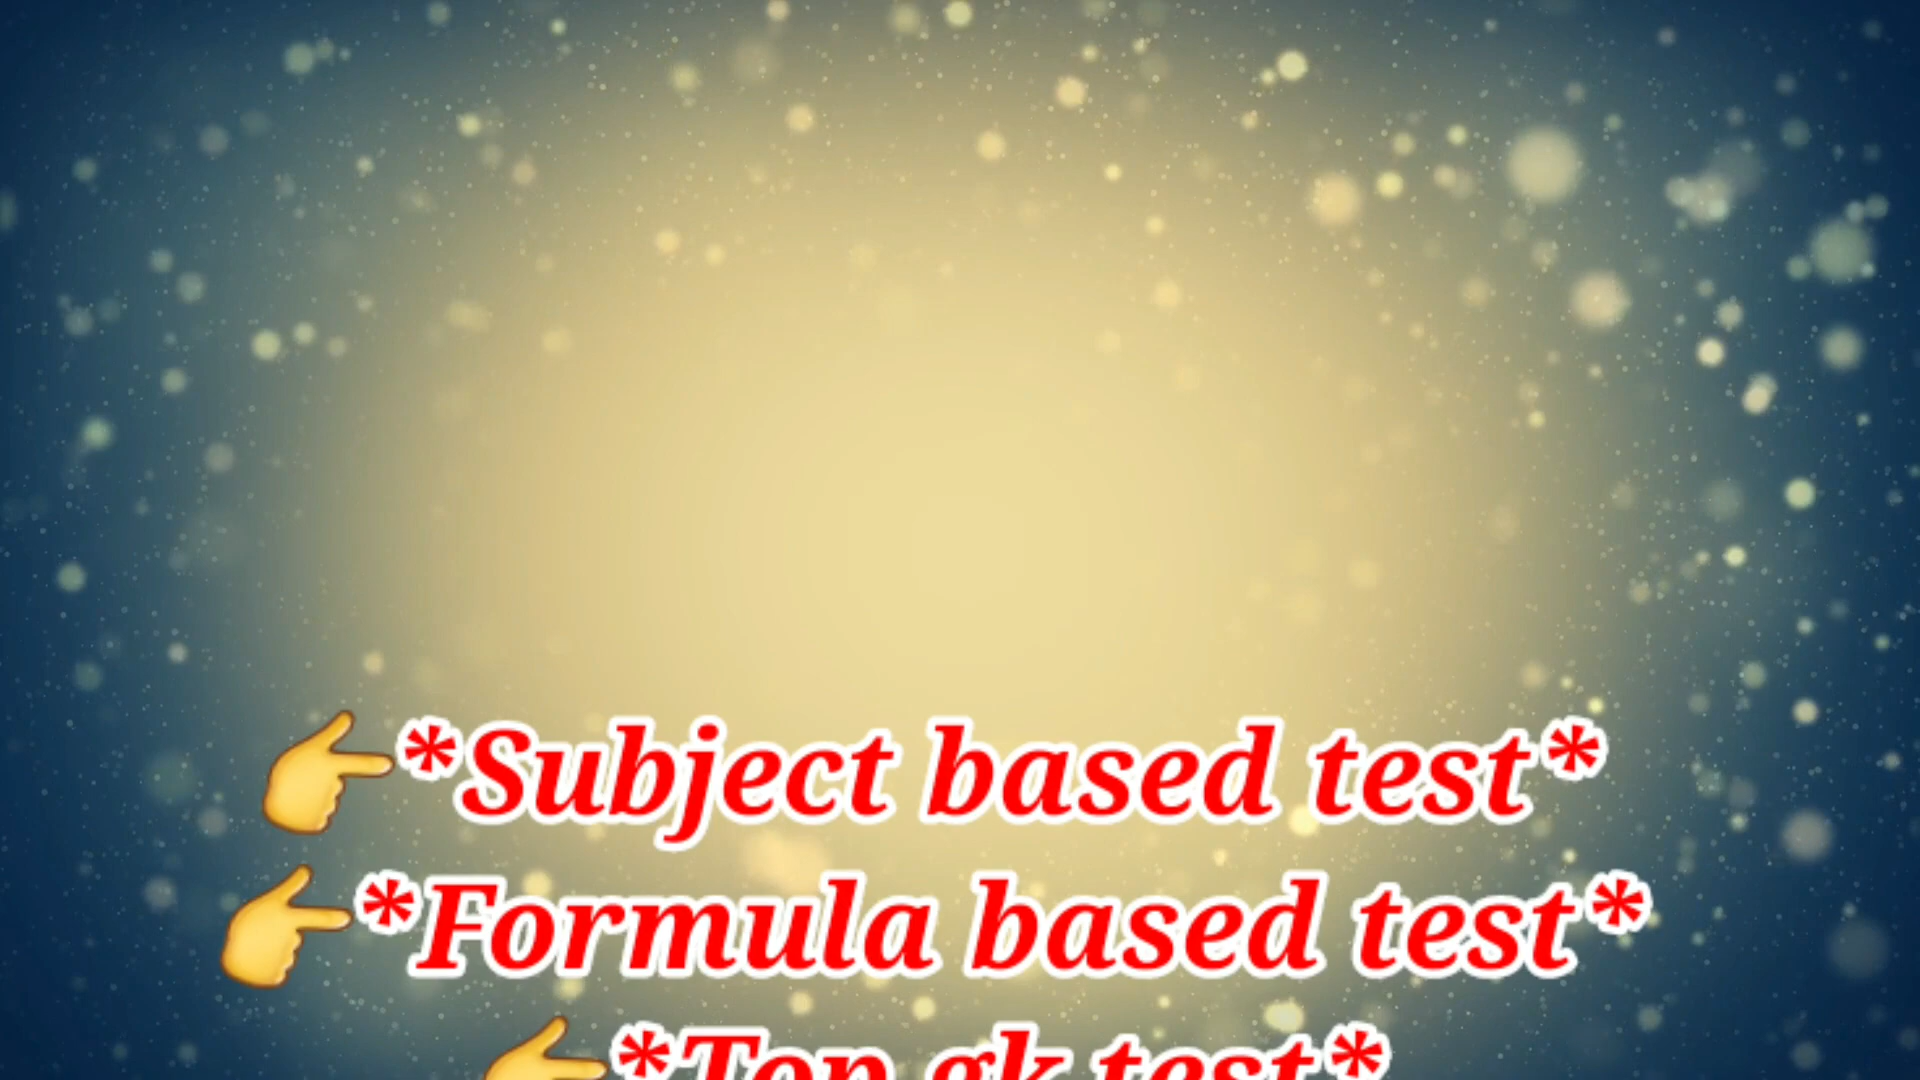 👉*Subject based test*
👉*Formula based test*
👉*Top gk test*